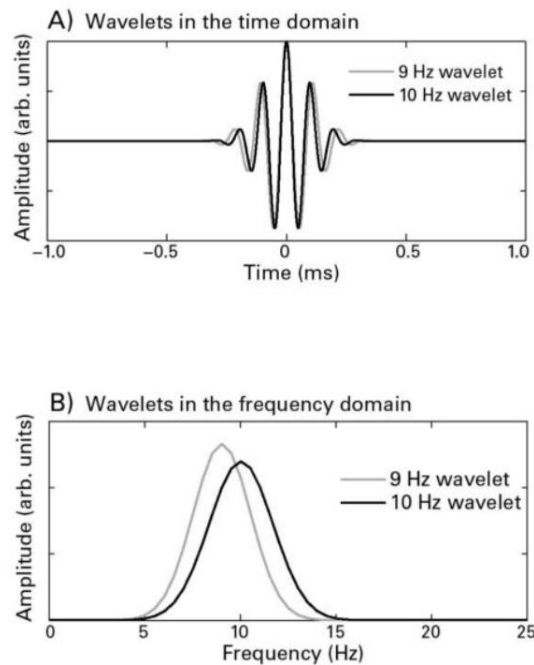 A) Wavelets in the time domain
Amplitude (arb. units)
9 Hz wavelet
10 Hz wavelet
−1.0 −0.5 0 0.5 1.0
Time (ms)
B) Wavelets in the frequency domain
Amplitude (arb. units)
9 Hz wavelet
10 Hz wavelet
0 5 10 15 20 25
Frequency (Hz)